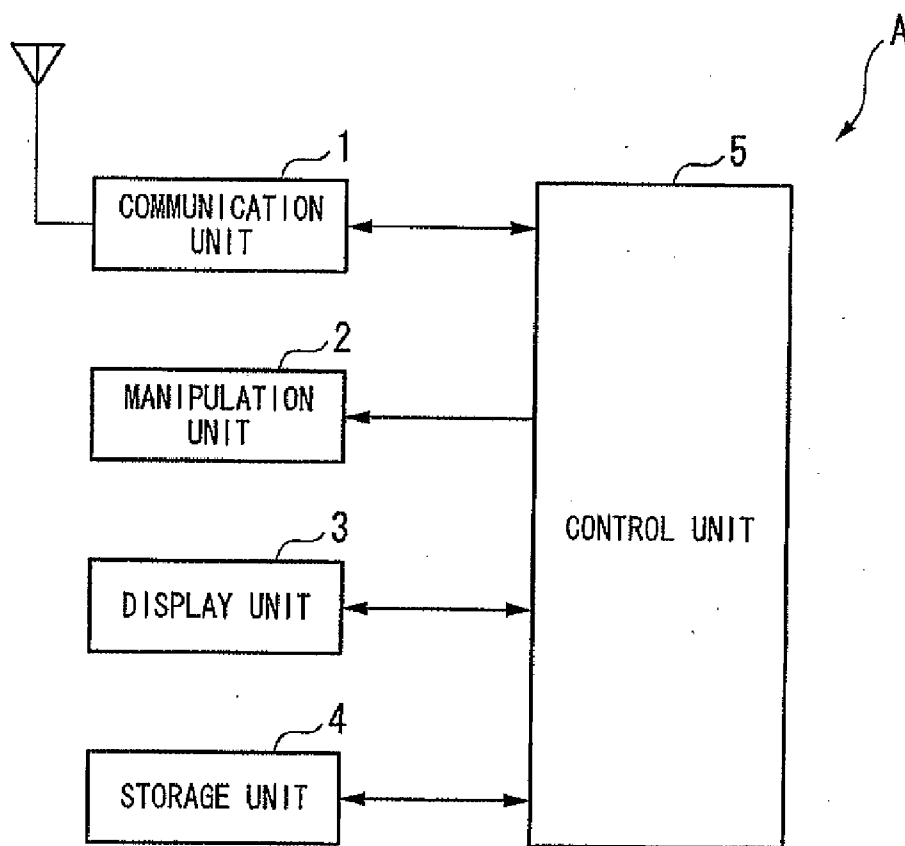 A
1
COMMUNICATION
UNIT
5
2
MANIPULATION
UNIT
3
DISPLAY UNIT
CONTROL UNIT
4
STORAGE UNIT